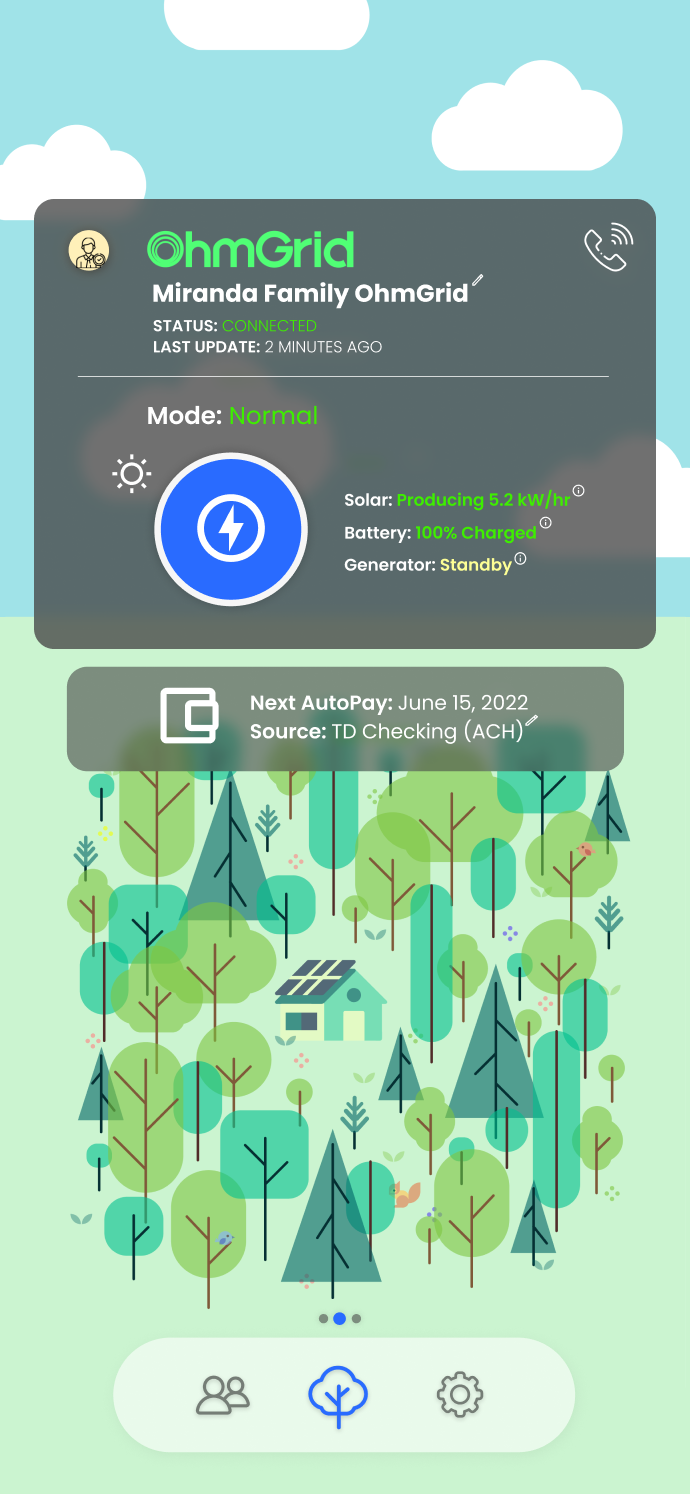 OhmGrid
Miranda Family OhmGrid
STATUS: CONNECTED
LAST UPDATE: 2 MINUTES AGO
Mode: Normal
Solar: Producing 5.2 kW/hr
Battery: 100% Charged
Generator: Standby
Next AutoPay: June 15, 2022
Source: TD Checking (ACH)